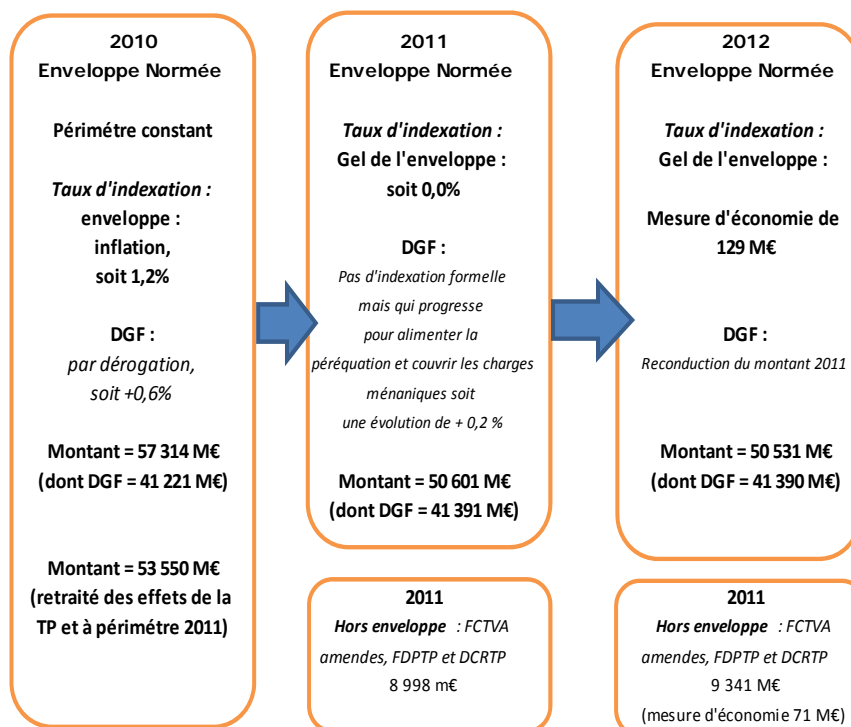 2010
Enveloppe Normée
Périmétre constant
Taux d'indexation :
enveloppe :
inflation,
soit 1,2%
DGF :
par dérogation,
soit +0,6%
Montant = 57 314 M€
(dont DGF = 41 221 M€)
Montant = 53 550 M€
(retraité des effets de la
TP et à périmétre 2011)
2011
Enveloppe Normée
Taux d'indexation :
Gel de l'enveloppe :
soit 0,0%
DGF :
Pas d'indexation formelle
mais qui progresse
pour alimenter la
péréquation et couvrir les charges
ménaniques soit
une évolution de + 0,2 %
Montant = 50 601 M€
(dont DGF = 41 391 M€)
2011
Hors enveloppe : FCTVA
amendes, FDPTP et DCRTP
8 998 m€
2012
Enveloppe Normée
Taux d'indexation :
Gel de l'enveloppe :
Mesure d'économie de
129 M€
DGF :
Reconduction du montant 2011
Montant = 50 531 M€
(dont DGF = 41 390 M€)
2011
Hors enveloppe : FCTVA
amendes, FDPTP et DCRTP
9 341 M€
(mesure d'économie 71 M€)